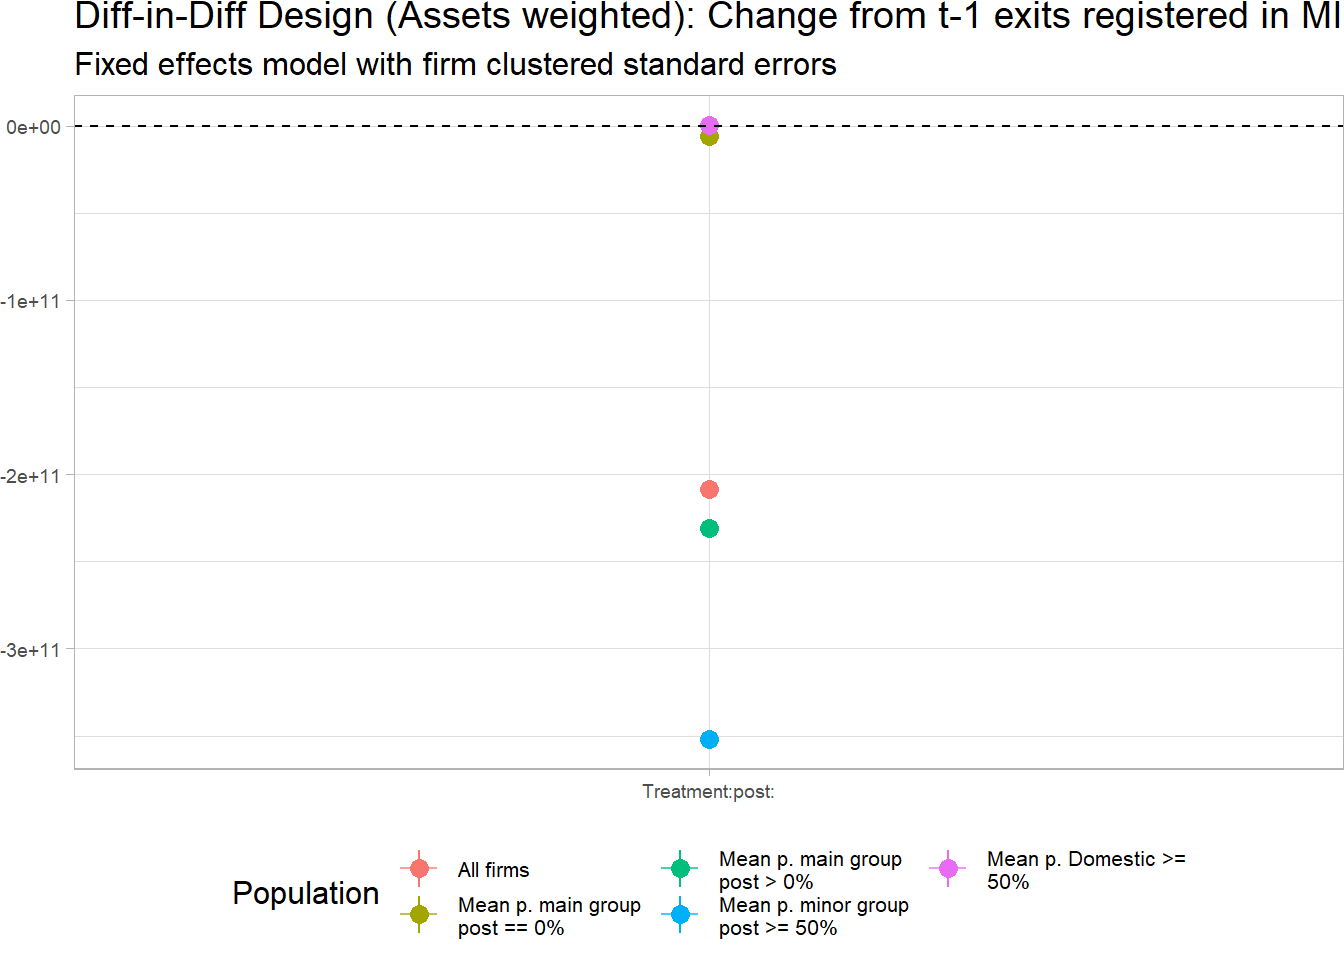 Diff-in-Diff Design (Assets weighted): Change from t-1 exits registered in MI
Fixed effects model with firm clustered standard errors
0e+00
-1e+11
-2e+11
-3e+11
Treatment:post:
Population
All firms
Mean p. main group
post == 0%
Mean p. main group
post > 0%
Mean p. minor group
post >= 50%
Mean p. Domestic >=
50%